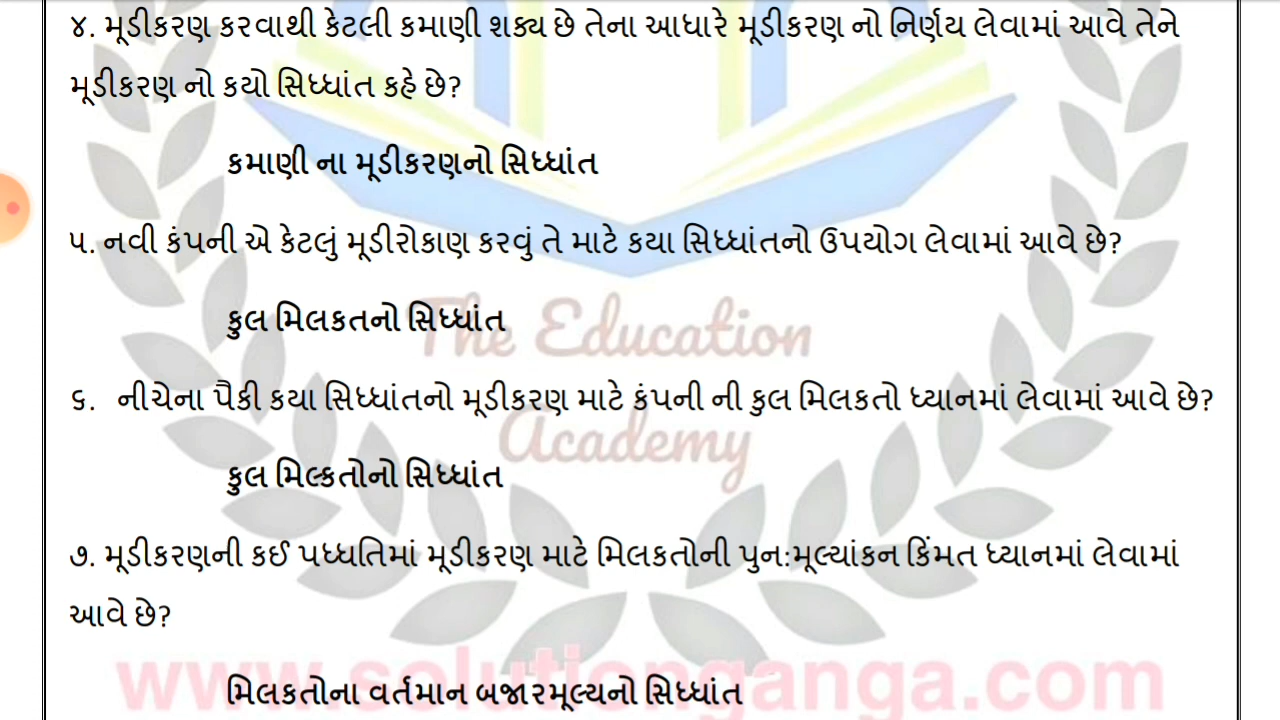 ૪. મૂડીકરણ કરવાથી કેટલી કમાણી શક્ય છે તેના આધારે મૂડીકરણ નો નિર્ણય લેવામાં આવે તેને
મૂડીકરણ નો કયો સિધ્ધાંત કહે છે?
કમાણી ના મૂડીકરણનો સિધ્ધાંત
૫. નવી કંપની એ કેટલું મૂડીરોકાણ કરવું તે માટે કયા સિધ્ધાંતનો ઉપયોગ લેવામાં આવે છે?
કુલ મિલકતનો સિધ્ધાંત
The Education
૬. નીચેના પૈકી કયા સિધ્ધાંતનો મૂડીકરણ માટે કંપની ની કુલ મિલકતો ધ્યાનમાં લેવામાં આવે છે?
Academy
કુલ મિલ્કતોનો સિધ્ધાંત
૭. મૂડીકરણની કઈ પધ્ધતિમાં મૂડીકરણ માટે મિલકતોની પુન:મૂલ્યાંકન કિંમત ધ્યાનમાં લેવામાં
આવે છે?
www.solutionganga.com
મિલકતોના વર્તમાન બજારમૂલ્યનો સિધ્ધાંત